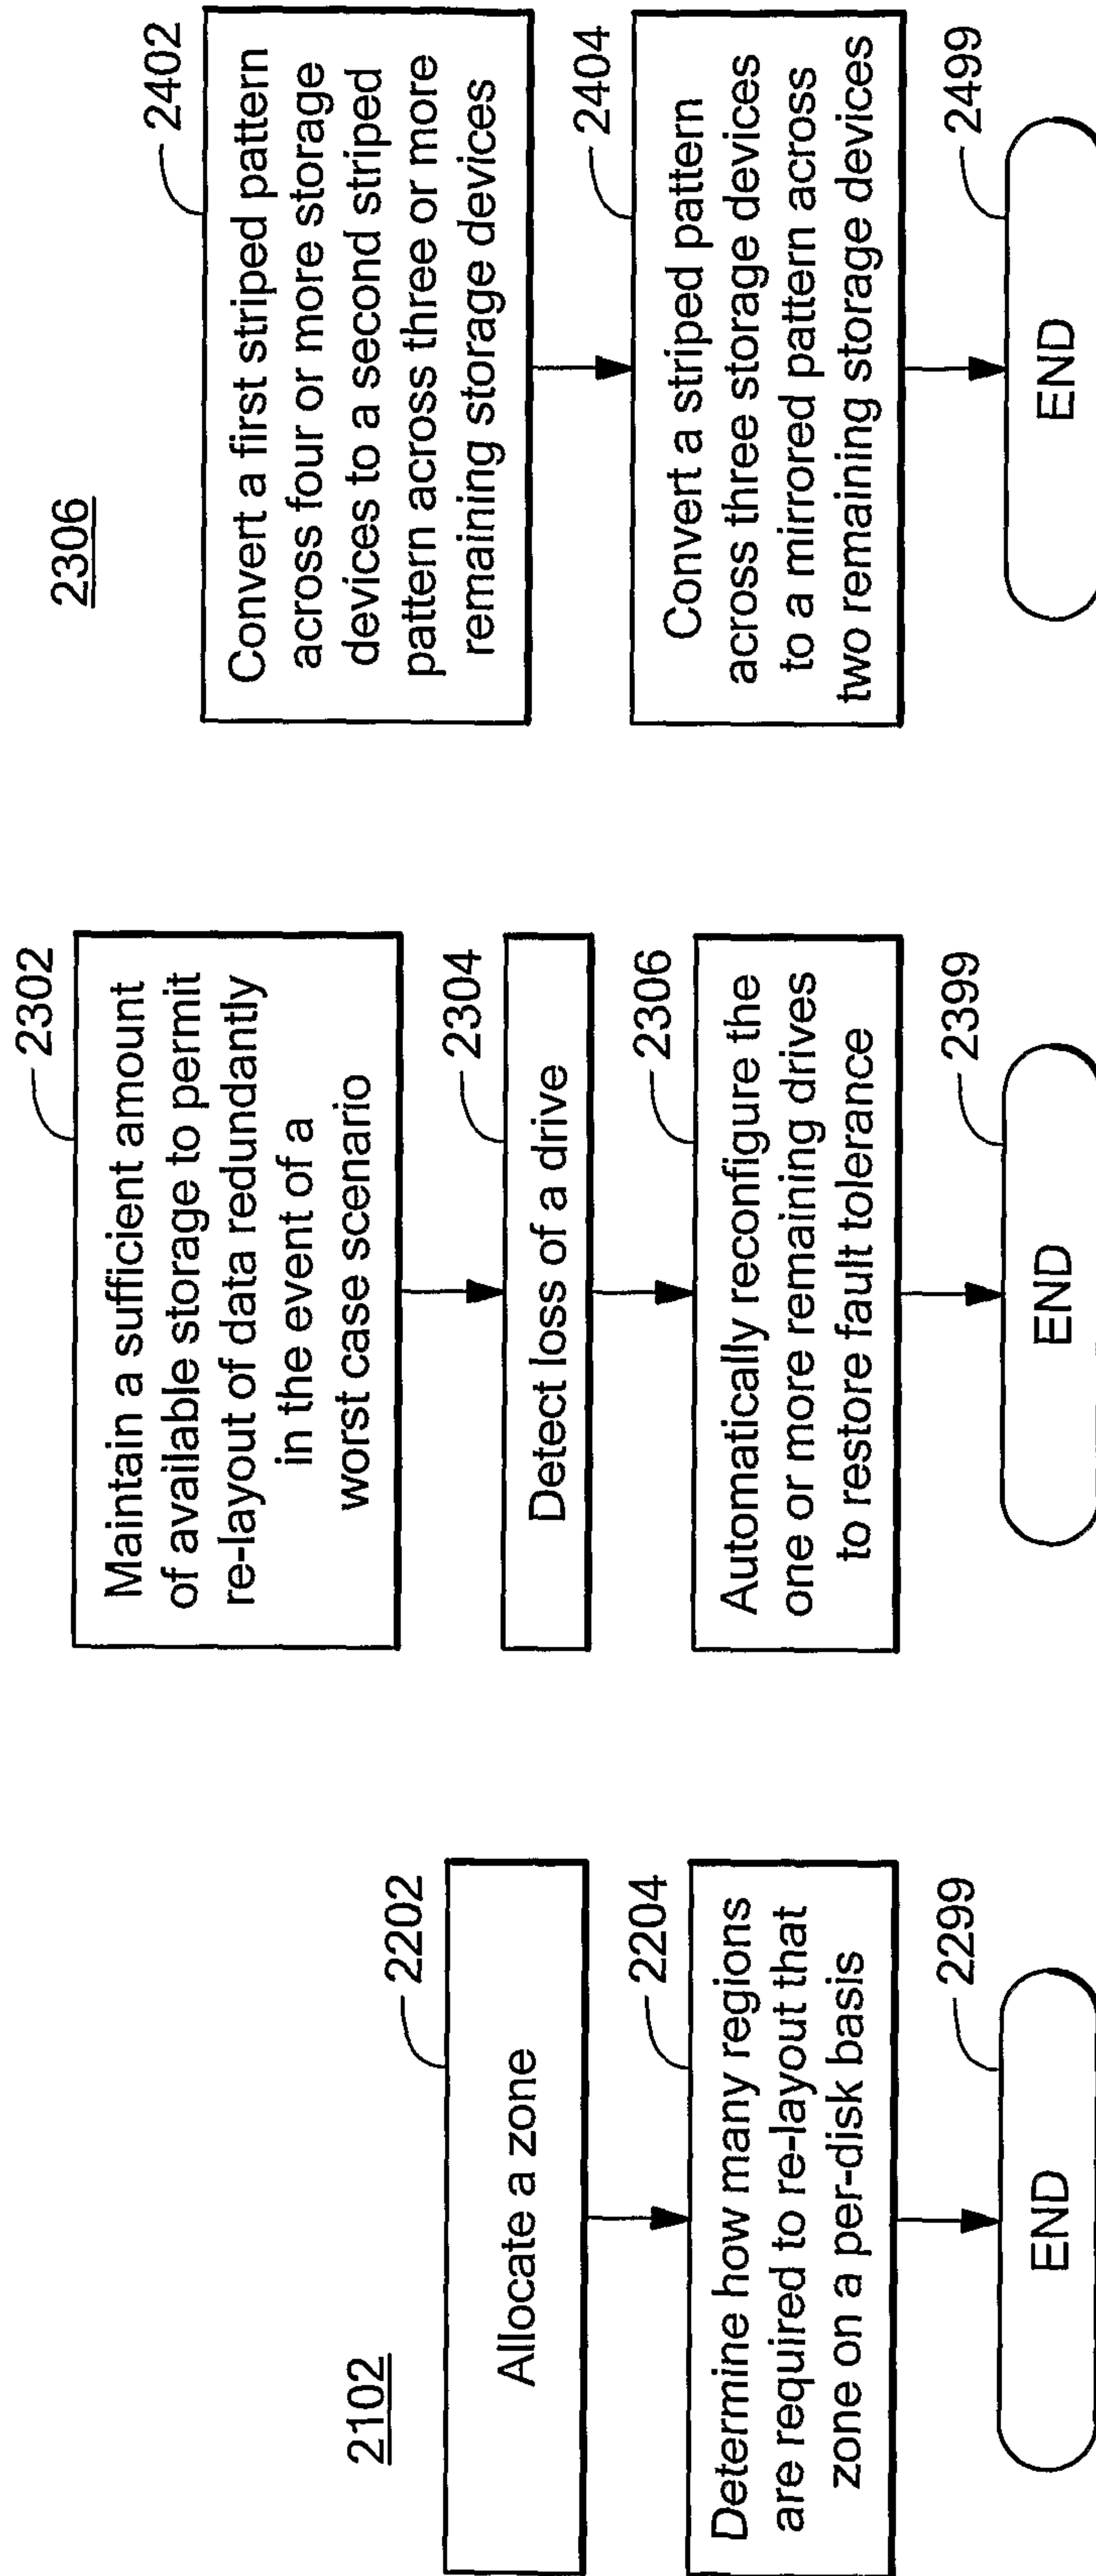 2102
2202
Allocate a zone
2204
Determine how many regions
are required to re-layout that
zone on a per-disk basis
2299
END
2302
Maintain a sufficient amount
of available storage to permit
re-layout of data redundantly
in the event of a
worst case scenario
2304
Detect loss of a drive
2306
Automatically reconfigure the
one or more remaining drives
to restore fault tolerance
2399
END
2306
2402
Convert a first striped pattern
across four or more storage
devices to a second striped
pattern across three or more
remaining storage devices
2404
Convert a striped pattern
across three storage devices
to a mirrored pattern across
two remaining storage devices
2499
END